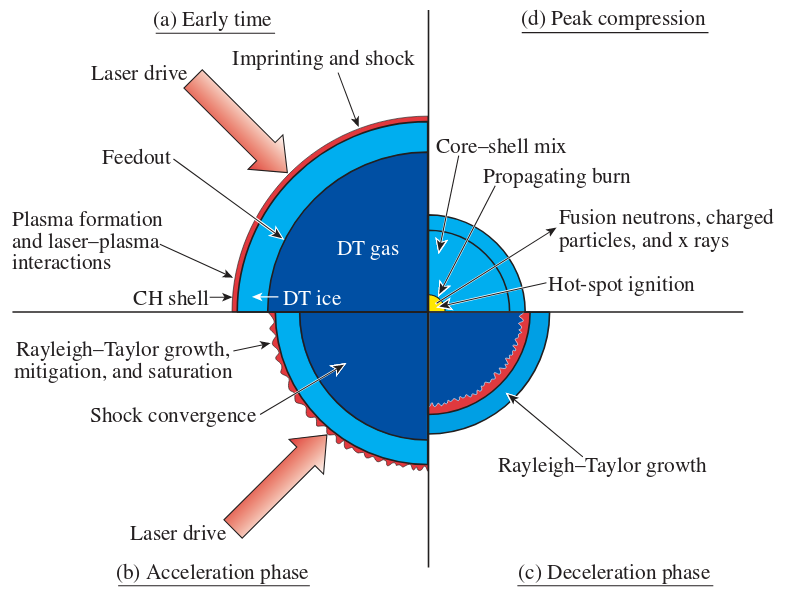 (a) Early time
(d) Peak compression
Imprinting and shock
Laser drive
Core–shell mix
Feedout
Propagating burn
Plasma formation
and laser–plasma
interactions
Fusion neutrons, charged
particles, and x rays
DT gas
Hot-spot ignition
CH shell
DT ice
Rayleigh–Taylor growth,
mitigation, and saturation
Shock convergence
Rayleigh–Taylor growth
Laser drive
(b) Acceleration phase
(c) Deceleration phase